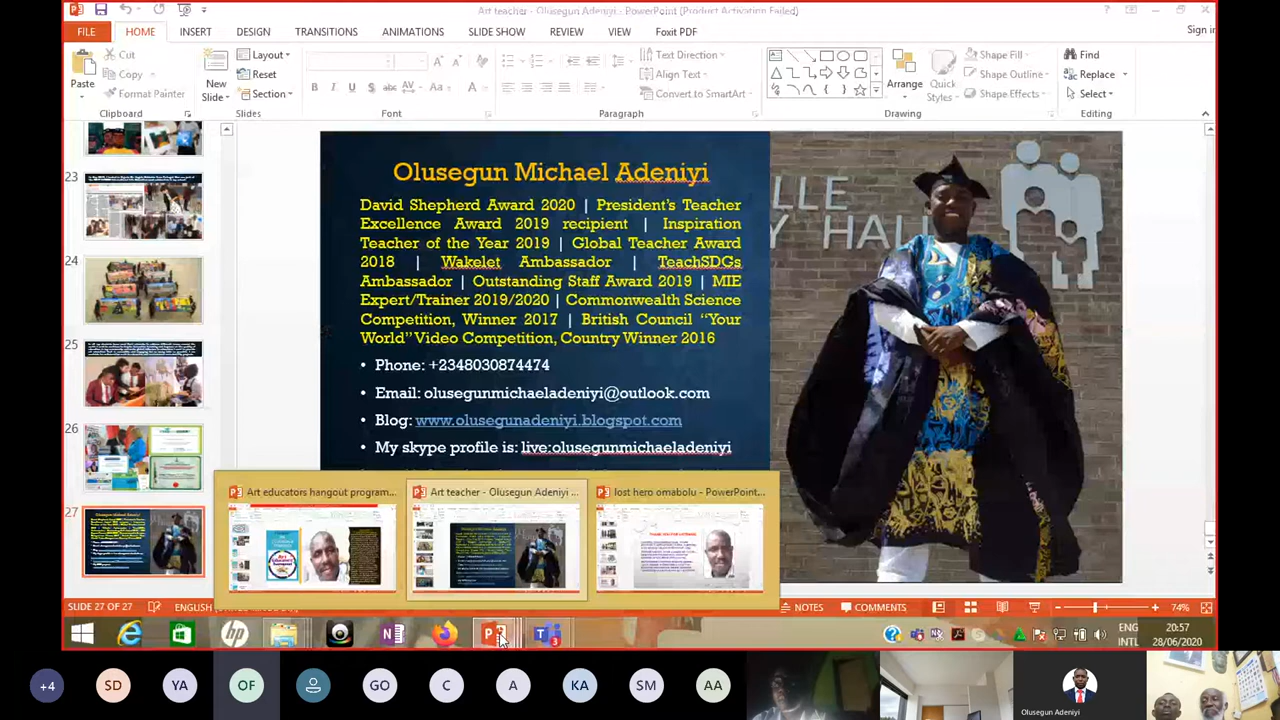 Art teacher - Olusegun Adeniyi - PowerPoint (Product Activation Failed)
FILE HOME INSERT DESIGN TRANSITIONS ANIMATIONS SLIDE SHOW REVIEW VIEW Foxit PDF Sign in
Paste
Cut
Copy
Format Painter
Clipboard
New
Slide
Layout
Reset
Section
Slides
B I U S abc AV Aa A
Font
Text Direction
Align Text
Convert to SmartArt
Paragraph
Arrange
Quick
Styles
Shape Fill
Shape Outline
Shape Effects
Drawing
Find
Replace
Select
Editing
23
24
25
26
27
Olusegun Michael Adeniyi
David Shepherd Award 2020 | President's Teacher
Excellence Award 2019 recipient | Inspiration
Teacher of the Year 2019 | Global Teacher Award
2018 | Wakelet Ambassador | TeachSDGs
Ambassador | Outstanding Staff Award 2019 | MIE
Expert/Trainer 2019/2020 | Commonwealth Science
Competition, Winner 2017 | British Council “Your
World” Video Competition, Country Winner 2016
• Phone: +2348030874474
• Email: olusegunmichaeladeniyi@outlook.com
• Blog: www.olusegunadeniyi.blogspot.com
• My skype profile is: live:olusegunmichaeladeniyi
LLE
Y HAL
Art educators hangout program...
Art teacher - Olusegun Adeniyi ...
lost hero omabolu - PowerPoint...
SLIDE 27 OF 27 ENGLISH NOTES COMMENTS 74%
ENG
INTL
20:57
28/06/2020
+4 SD YA OF GO C A KA SM AA
Olusegun Adeniyi